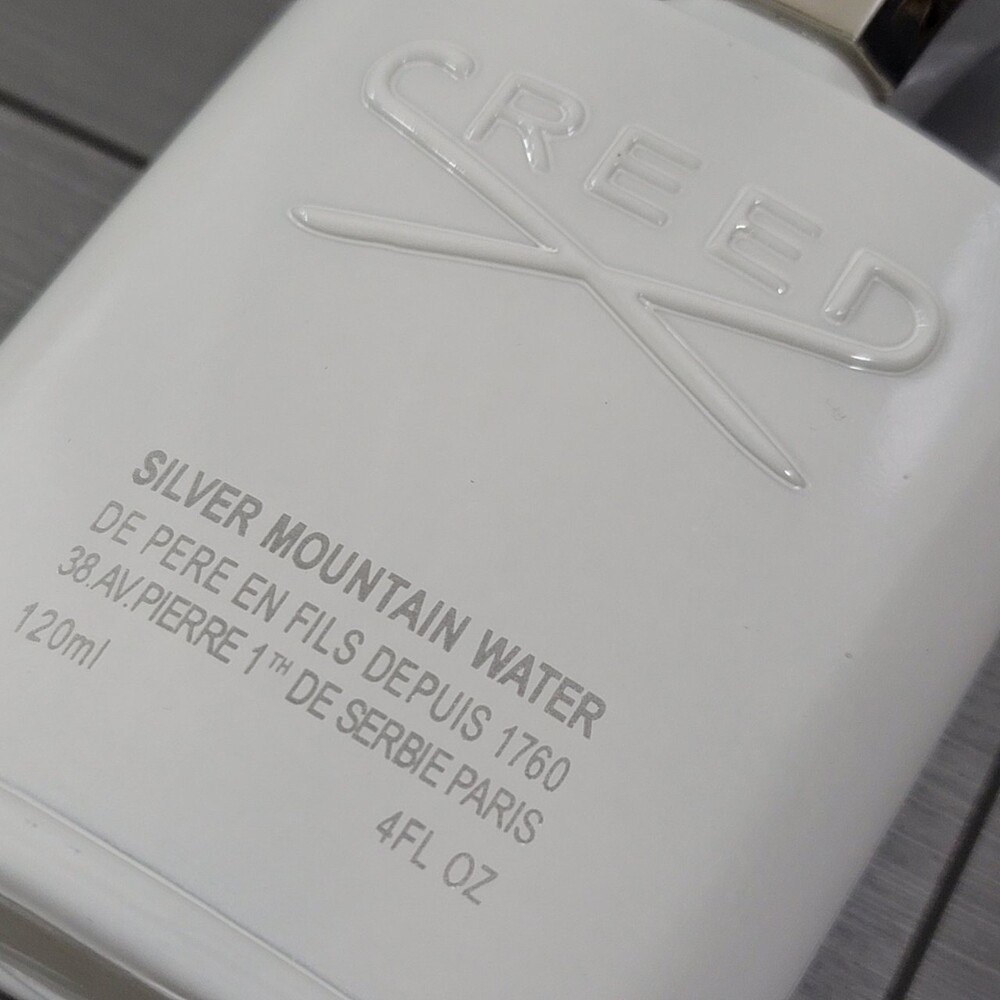 CREED
SILVER MOUNTAIN WATER
DE PERE EN FILS DEPUIS 1760
38.AV.PIERRE 1TH DE SERBIE PARIS
120ml
4FL OZ